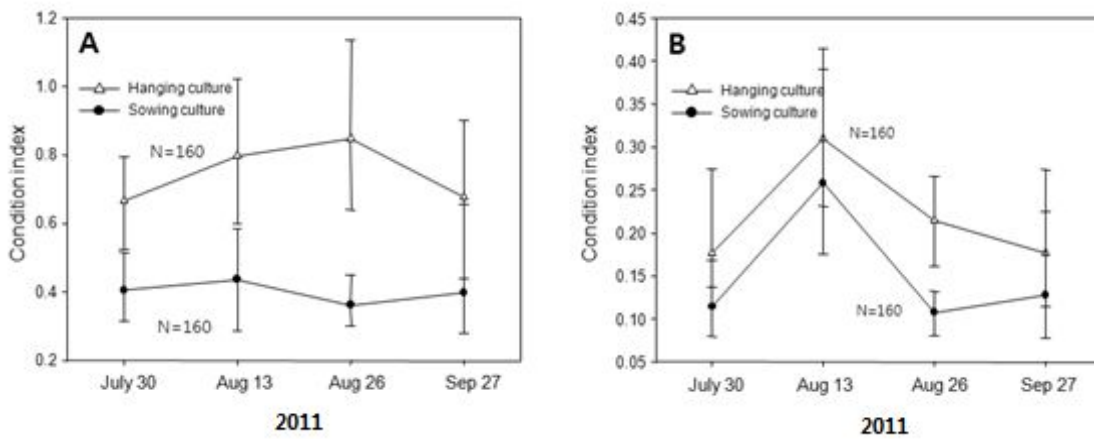 A
Hanging culture
Sowing culture
N=160
N=160
Condition index
1.2
1.0
0.8
0.6
0.4
0.2
July 30
Aug 13
Aug 26
Sep 27
2011
B
Hanging culture
Sowing culture
N=160
N=160
Condition index
0.45
0.40
0.35
0.30
0.25
0.20
0.15
0.10
0.05
July 30
Aug 13
Aug 26
Sep 27
2011